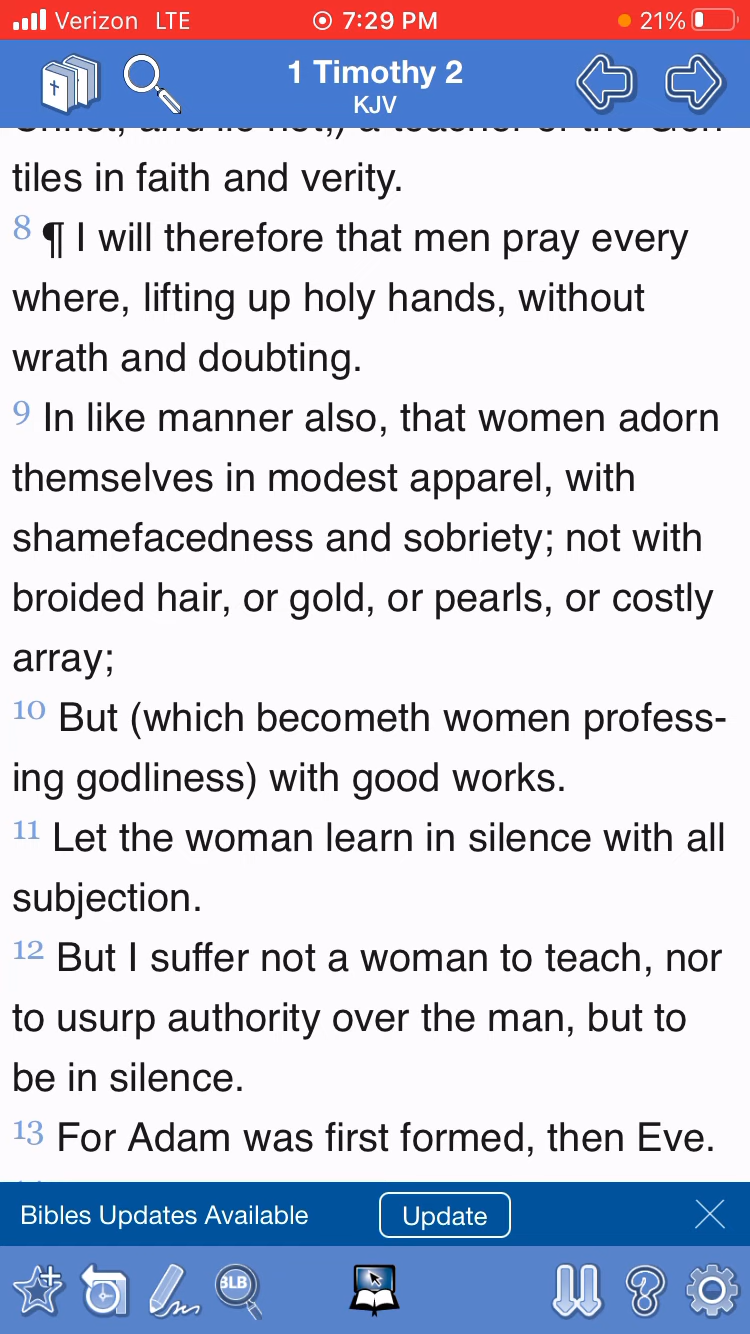 Verizon LTE 7:29 PM 21%
1 Timothy 2
KJV
tiles in faith and verity.
8 ¶ I will therefore that men pray every
where, lifting up holy hands, without
wrath and doubting.
9 In like manner also, that women adorn
themselves in modest apparel, with
shamefacedness and sobriety; not with
broided hair, or gold, or pearls, or costly
array;
10 But (which becometh women profess-
ing godliness) with good works.
11 Let the woman learn in silence with all
subjection.
12 But I suffer not a woman to teach, nor
to usurp authority over the man, but to
be in silence.
13 For Adam was first formed, then Eve.
Bibles Updates Available Update
BLB